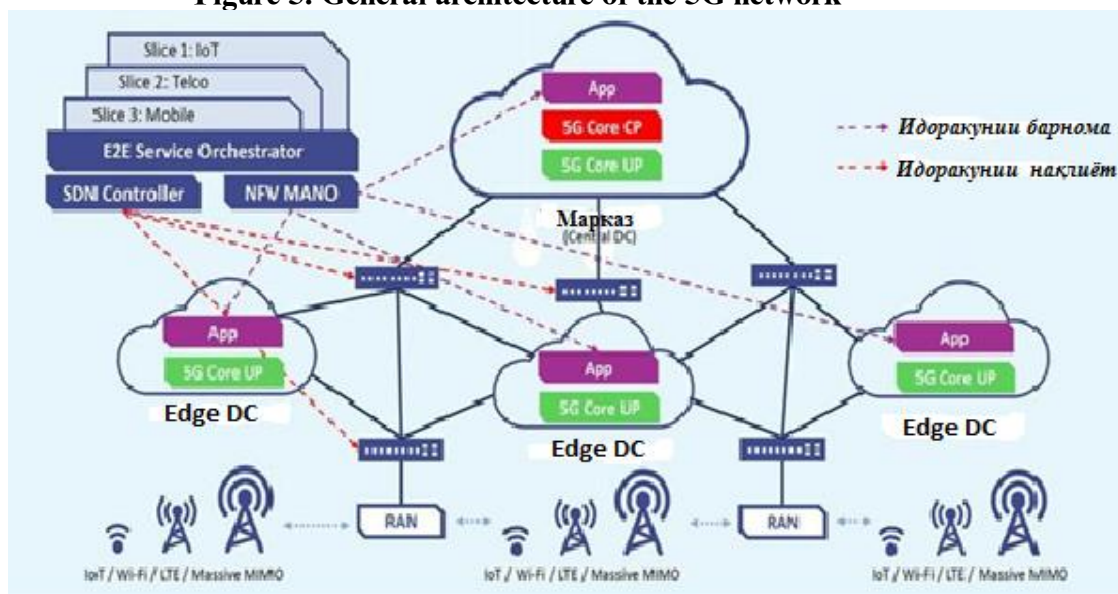 Figure 5. General architecture of the 5G network
Slice 1: IoT
Slice 2: Telco
Slice 3: Mobile
E2E Service Orchestrator
SDNI Controller
NFW MANO
App
5G Core CP
5G Core UP
Марказ
(Central DC)
Идоракунии барнома
Идоракунии нақлиёт
App
5G Core UP
Edge DC
App
5G Core UP
Edge DC
App
5G Core UP
Edge DC
RAN
RAN
IoT / Wi-Fi / LTE / Massive MIMO
IoT / Wi-Fi / LTE / Massive MIMO
IoT / Wi-Fi / LTE / Massive MIMO